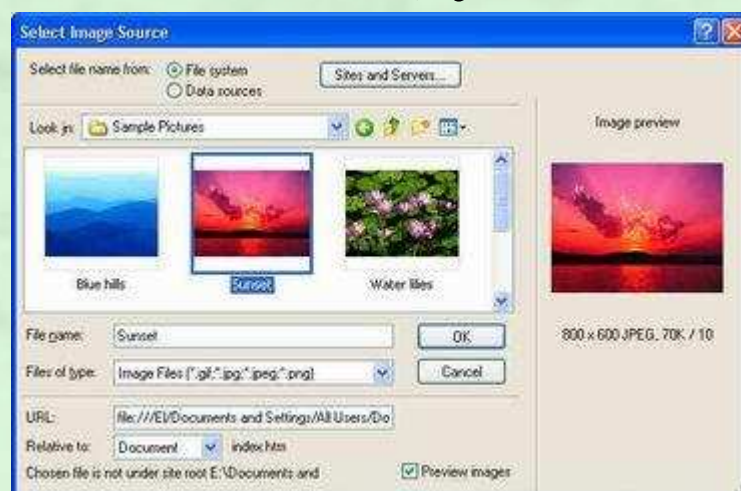 Select Image Source
Select file name from: File system Sites and Servers...
Data sources
Look in: Sample Pictures
Image preview
Blue hills Sunset Water lilies
File name: Sunset OK
800 x 600 JPEG, 70K / 10
Files of type: Image Files (*.gif;*.jpg;*.jpeg;*.png) Cancel
URL: file:///E|/Documents and Settings/All Users/Do
Relative to: Document index.htm
Chosen file is not under site root E:\Documents and Preview images